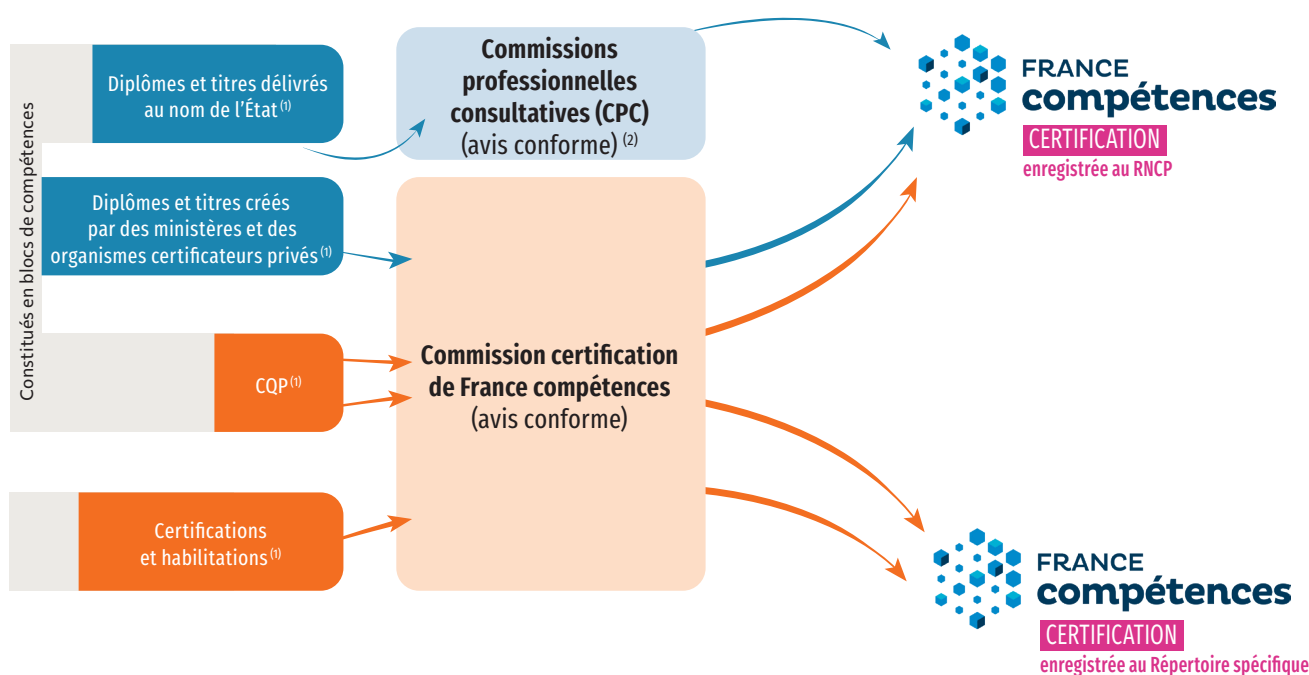 Constitués en blocs de compétences
Diplômes et titres délivrés
au nom de l’État (1)
Commissions
professionnelles
consultatives (CPC)
(avis conforme) (2)
FRANCE
compétences
CERTIFICATION
enregistrée au RNCP
Diplômes et titres créés
par des ministères et des
organismes certificateurs privés (1)
CQP (1)
Commission certification
de France compétences
(avis conforme)
Certifications
et habilitations (1)
FRANCE
compétences
CERTIFICATION
enregistrée au Répertoire spécifique